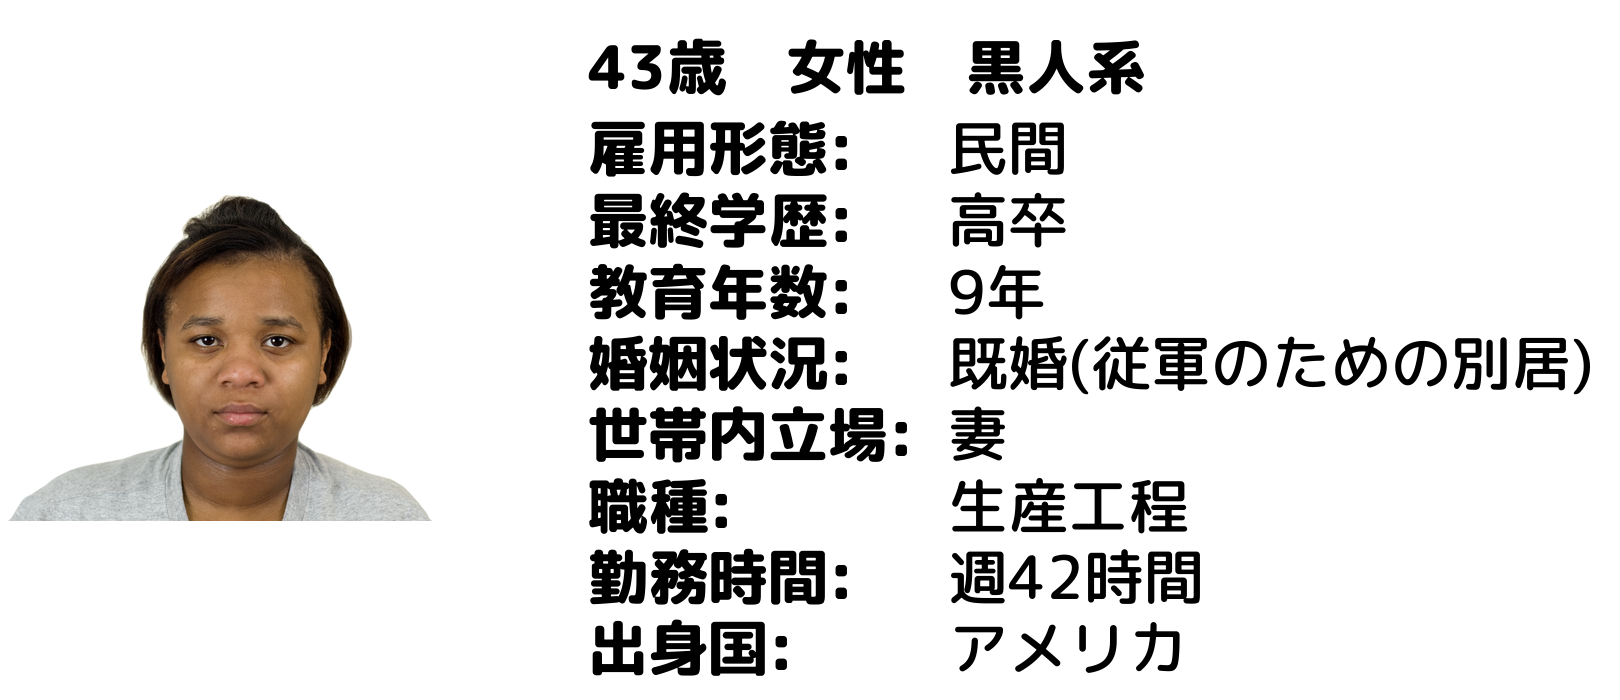 43歳　女性　黒人系
雇用形態:　民間
最終学歴:　高卒
教育年数:　9年
婚姻状況:　既婚(従軍のための別居)
世帯内立場:　妻
職種:　生産工程
勤務時間:　週42時間
出身国:　アメリカ